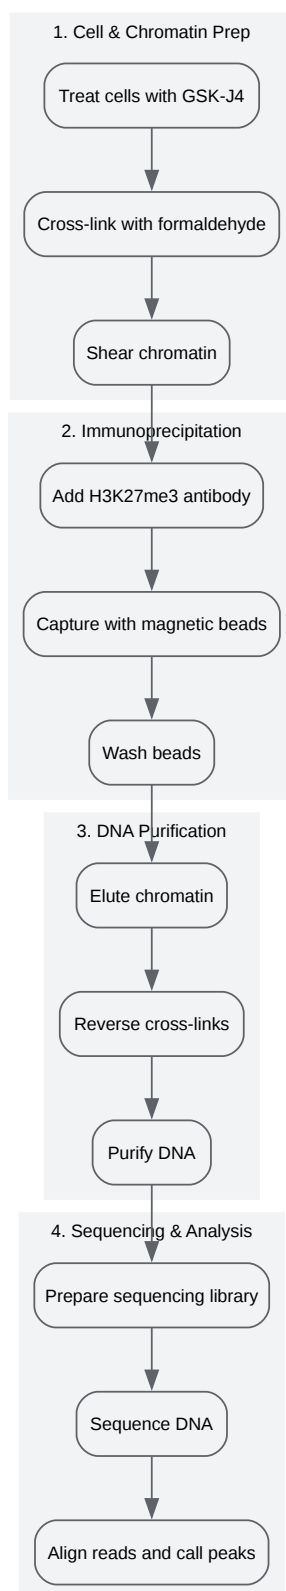 1. Cell & Chromatin Prep
Treat cells with GSK-J4
Cross-link with formaldehyde
Shear chromatin
2. Immunoprecipitation
Add H3K27me3 antibody
Capture with magnetic beads
Wash beads
3. DNA Purification
Elute chromatin
Reverse cross-links
Purify DNA
4. Sequencing & Analysis
Prepare sequencing library
Sequence DNA
Align reads and call peaks